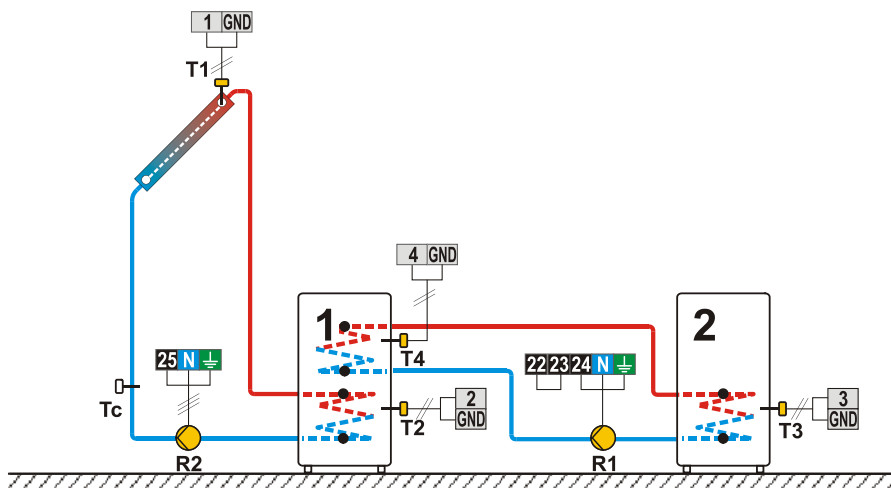 1 GND
T1
4 GND
1
2
T4
25 N
22 23 24 N
Tc
T2
2
GND
T3
3
GND
R2
R1